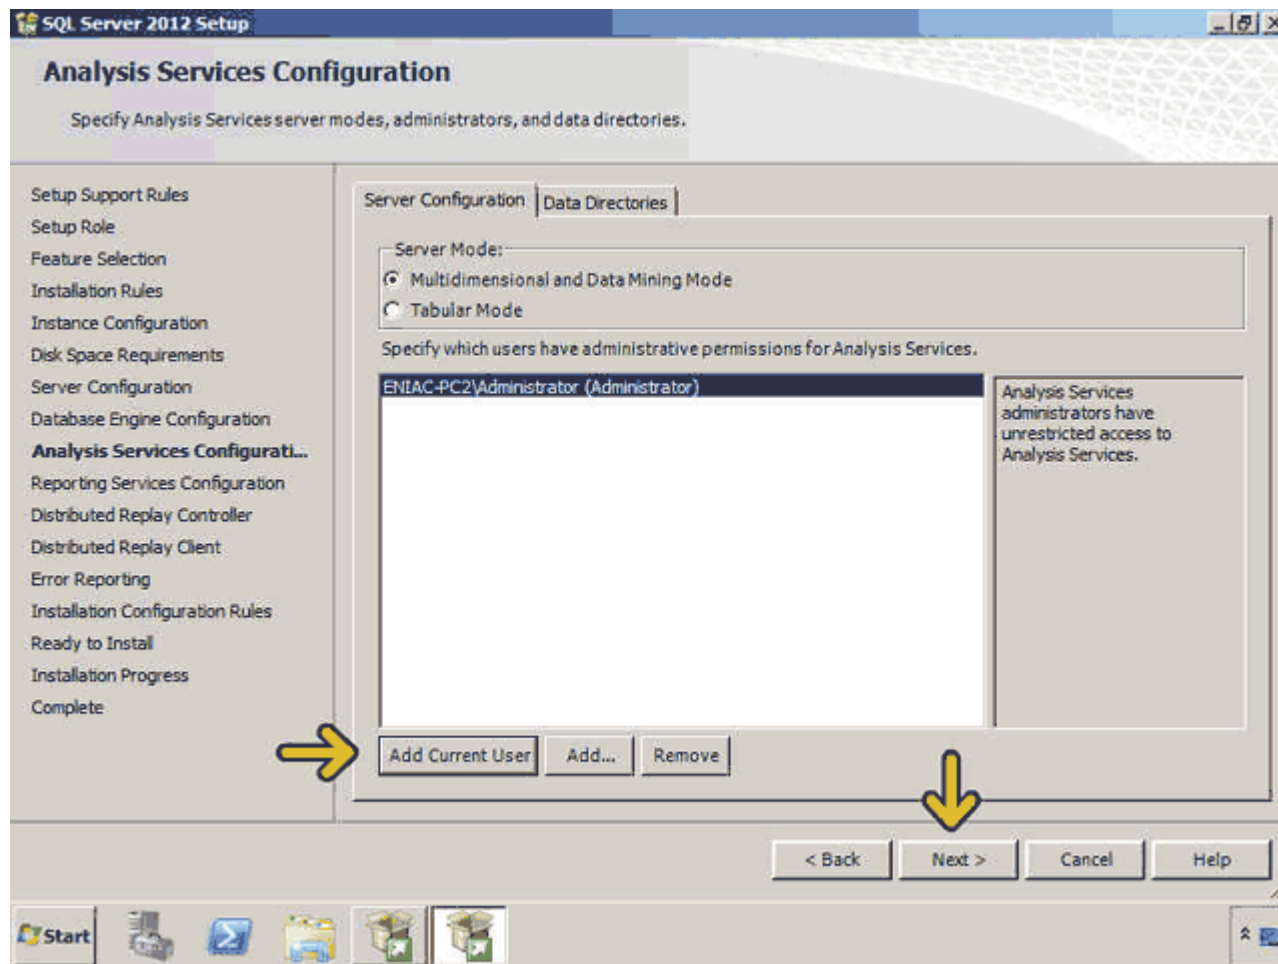 SQL Server 2012 Setup
Analysis Services Configuration
Specify Analysis Services server modes, administrators, and data directories.
Setup Support Rules
Setup Role
Feature Selection
Installation Rules
Instance Configuration
Disk Space Requirements
Server Configuration
Database Engine Configuration
Analysis Services Configurati...
Reporting Services Configuration
Distributed Replay Controller
Distributed Replay Client
Error Reporting
Installation Configuration Rules
Ready to Install
Installation Progress
Complete
Server Configuration
Data Directories
Server Mode:
Multidimensional and Data Mining Mode
Tabular Mode
Specify which users have administrative permissions for Analysis Services.
ENIAC-PC2\Administrator (Administrator)
Analysis Services
administrators have
unrestricted access to
Analysis Services.
Add Current User
Add...
Remove
< Back
Next >
Cancel
Help
Start